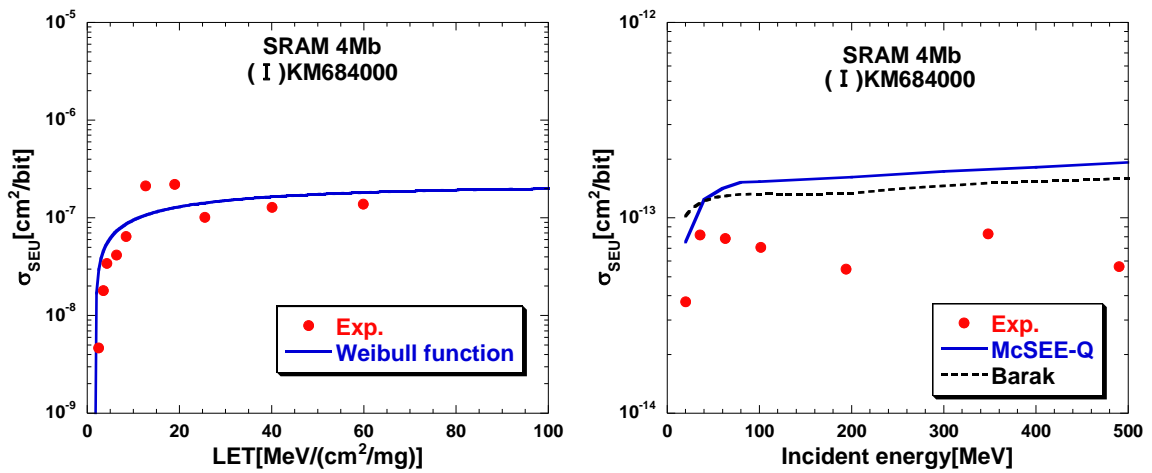 SRAM 4Mb
(Ⅰ)KM684000
σSEU[cm²/bit]
10⁻⁵
10⁻⁶
10⁻⁷
10⁻⁸
10⁻⁹
Exp.
Weibull function
0 20 40 60 80 100
LET[MeV/(cm²/mg)]
SRAM 4Mb
(Ⅰ)KM684000
σSEU[cm²/bit]
10⁻¹²
10⁻¹³
10⁻¹⁴
Exp.
McSEE-Q
Barak
0 100 200 300 400 500
Incident energy[MeV]